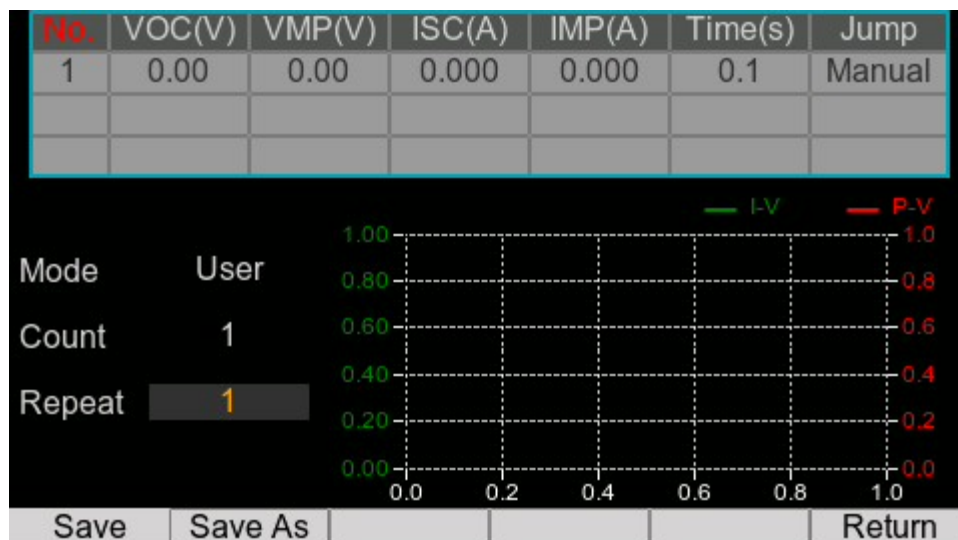 No. VOC(V) VMP(V) ISC(A) IMP(A) Time(s) Jump
1 0.00 0.00 0.000 0.000 0.1 Manual
I-V P-V
1.00 1.0
Mode User 0.80 0.8
Count 1 0.60 0.6
0.40 0.4
Repeat 1 0.20 0.2
0.00 0.0
0.0 0.2 0.4 0.6 0.8 1.0
Save Save As Return